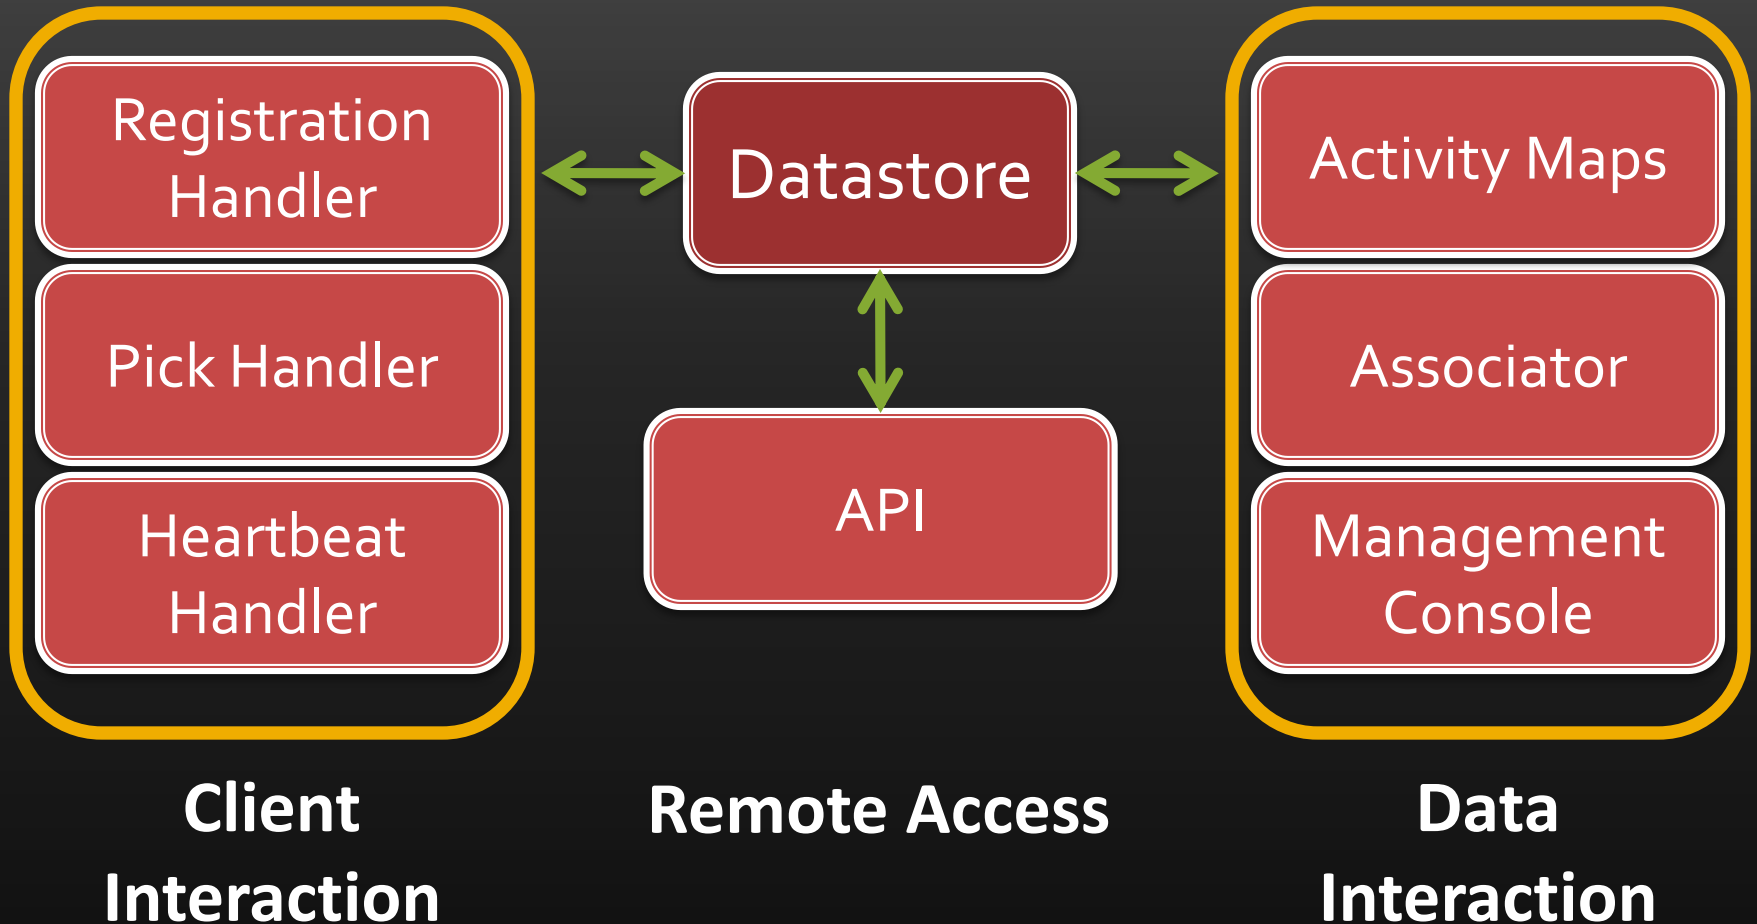 Registration
Handler
Pick Handler
Heartbeat
Handler
Client
Interaction
Datastore
API
Remote Access
Activity Maps
Associator
Management
Console
Data
Interaction